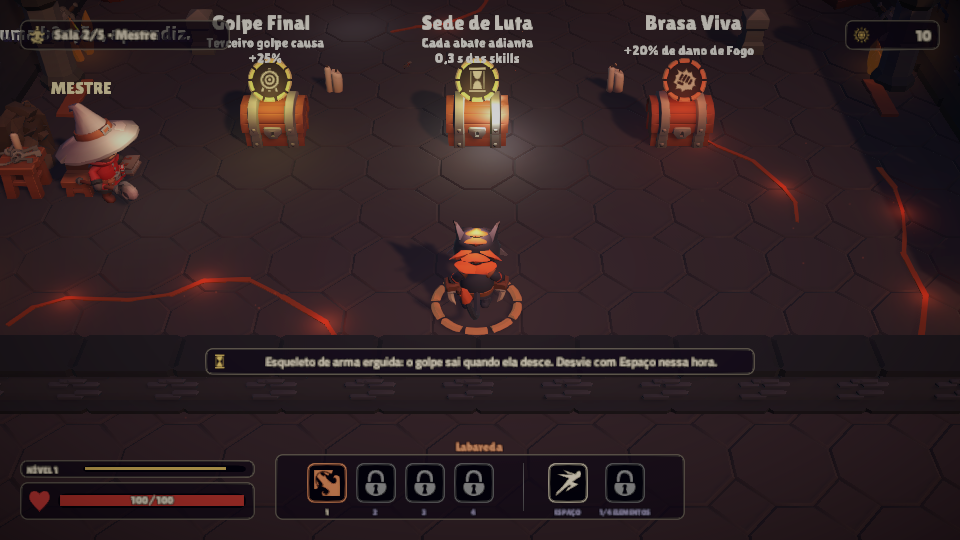 Golpe Final
Terceiro golpe causa
+25%
Sede de Luta
Cada abate adianta
0,3 s das skills
Brasa Viva
+20% de dano de Fogo
Sala 2/5 · Mestre
10
MESTRE
Esqueleto de arma erguida: o golpe sai quando ela desce. Desvie com Espaço nessa hora.
Labareda
NÍVEL 1
100/100
1
2
3
4
ESPAÇO
1/4 ELEMENTOS